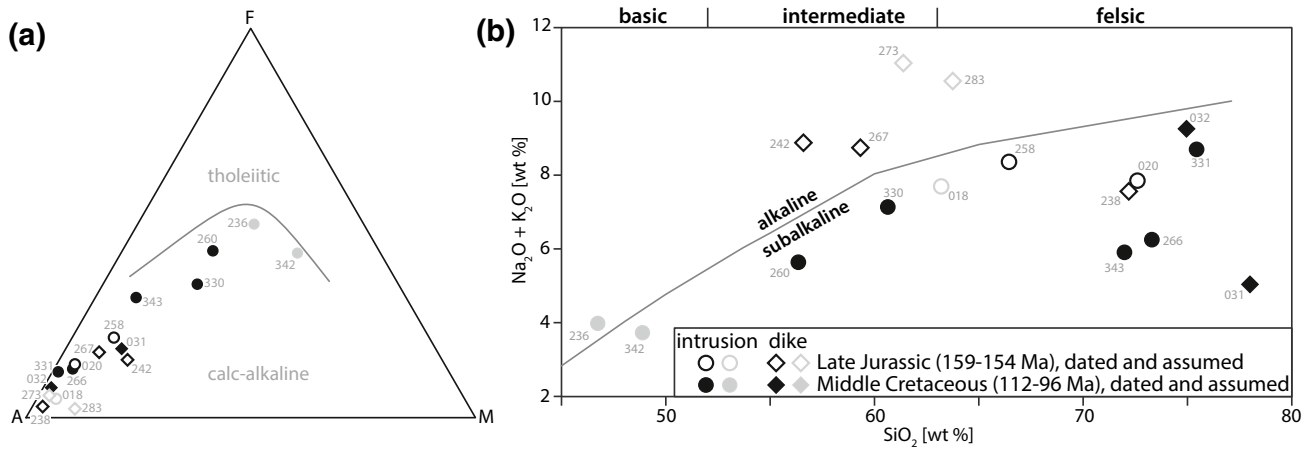 (a)
F
tholeiitic
236
260
342
330
343
258
031
267
242
331
020
032
266
273
018
283
238
calc-alkaline
A
M
(b)
basic | intermediate | felsic
12
10
8
6
4
2
Na2O + K2O [wt %]
273
283
242
267
258
018
330
260
020
238
032
331
266
343
031
236
342
alkaline
subalkaline
intrusion dike
Late Jurassic (159-154 Ma), dated and assumed
Middle Cretaceous (112-96 Ma), dated and assumed
50 60 70 80
SiO2 [wt %]